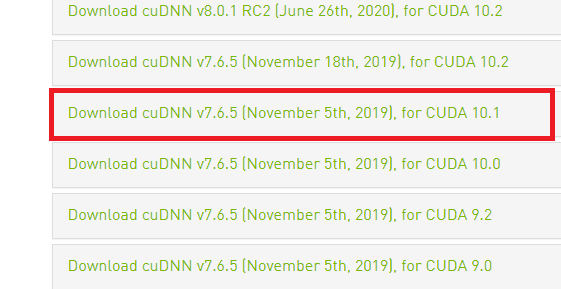 Download cuDNN v8.0.1 RC2 (June 26th, 2020), for CUDA 10.2
Download cuDNN v7.6.5 (November 18th, 2019), for CUDA 10.2
Download cuDNN v7.6.5 (November 5th, 2019), for CUDA 10.1
Download cuDNN v7.6.5 (November 5th, 2019), for CUDA 10.0
Download cuDNN v7.6.5 (November 5th, 2019), for CUDA 9.2
Download cuDNN v7.6.5 (November 5th, 2019), for CUDA 9.0